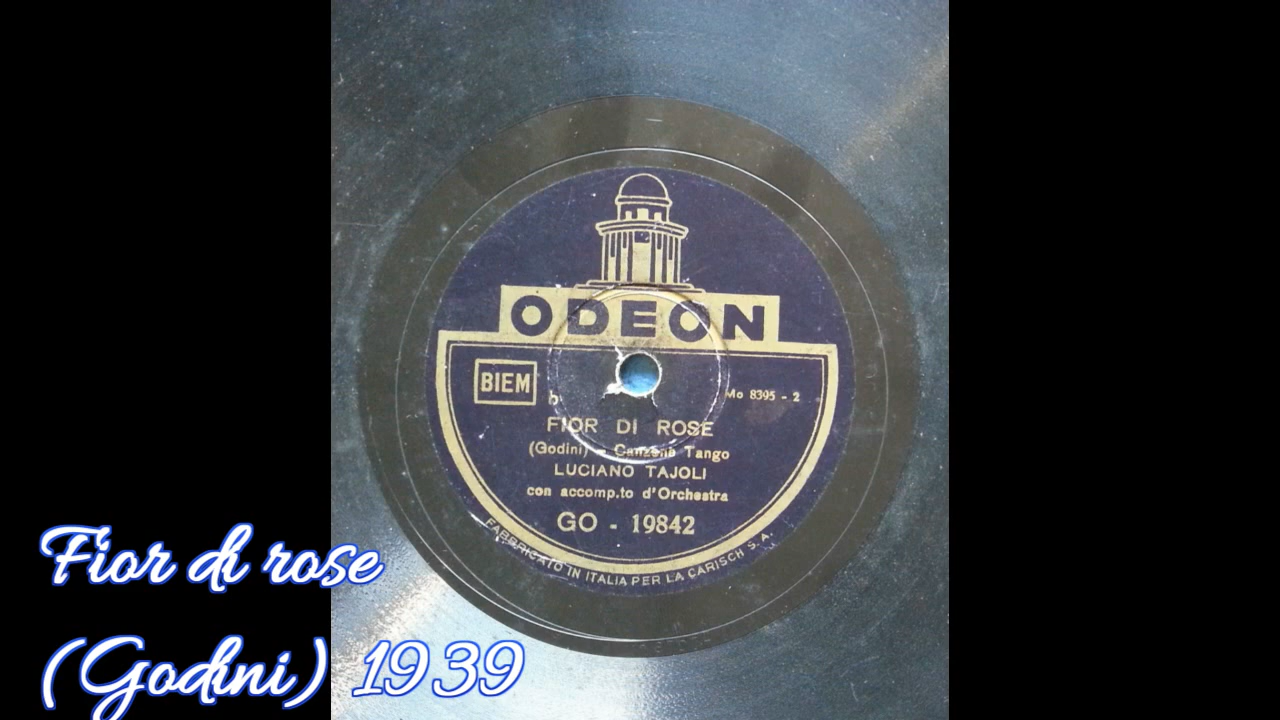 ODEON
BIEM
b
Mo 8395 - 2
FIOR DI ROSE
(Godini) - Canzone Tango
LUCIANO TAJOLI
con accomp.to d'Orchestra
GO - 19842
FABBRICATO IN ITALIA PER LA CARISCH S. A.
Fior di rose
(Godini) 1939